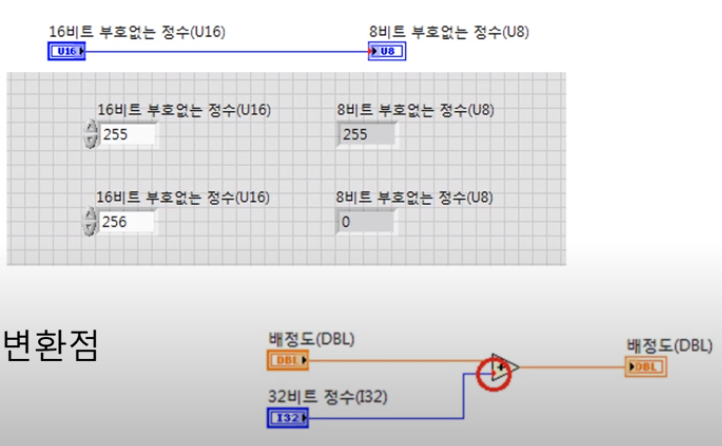 16비트 부호없는 정수(U16) 8비트 부호없는 정수(U8)
U16 U8
16비트 부호없는 정수(U16) 8비트 부호없는 정수(U8)
255 255
16비트 부호없는 정수(U16) 8비트 부호없는 정수(U8)
256 0
변환점
배정도(DBL) 배정도(DBL)
DBL DBL
32비트 정수(I32)
I32